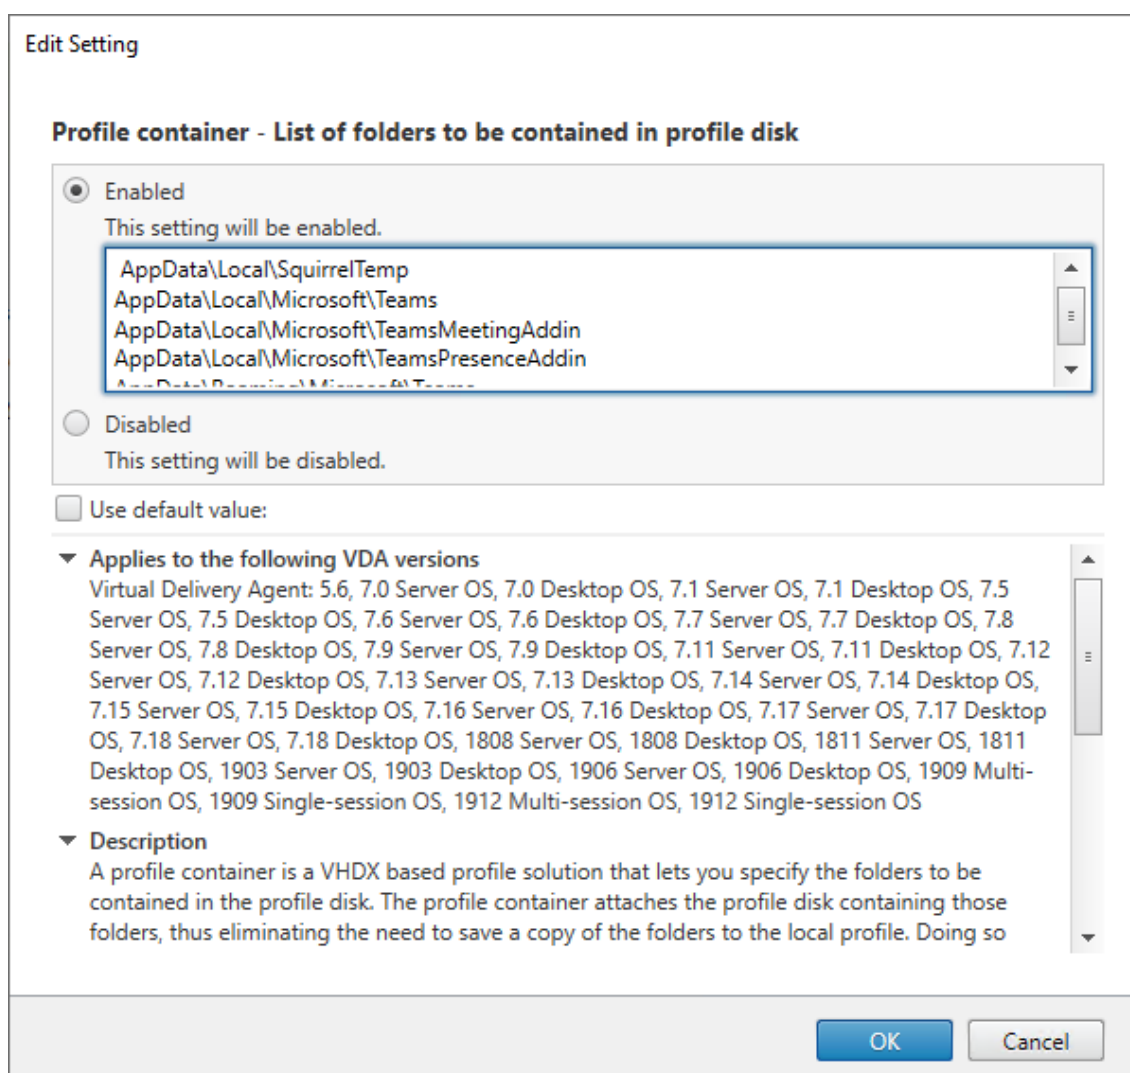 Edit Setting
Profile container - List of folders to be contained in profile disk
Enabled
This setting will be enabled.
AppData\Local\SquirrelTemp
AppData\Local\Microsoft\Teams
AppData\Local\Microsoft\TeamsMeetingAddin
AppData\Local\Microsoft\TeamsPresenceAddin
AppData\Roaming\Microsoft\Teams
Disabled
This setting will be disabled.
Use default value:
Applies to the following VDA versions
Virtual Delivery Agent: 5.6, 7.0 Server OS, 7.0 Desktop OS, 7.1 Server OS, 7.1 Desktop OS, 7.5
Server OS, 7.5 Desktop OS, 7.6 Server OS, 7.6 Desktop OS, 7.7 Server OS, 7.7 Desktop OS, 7.8
Server OS, 7.8 Desktop OS, 7.9 Server OS, 7.9 Desktop OS, 7.11 Server OS, 7.11 Desktop OS, 7.12
Server OS, 7.12 Desktop OS, 7.13 Server OS, 7.13 Desktop OS, 7.14 Server OS, 7.14 Desktop OS,
7.15 Server OS, 7.15 Desktop OS, 7.16 Server OS, 7.16 Desktop OS, 7.17 Server OS, 7.17 Desktop
OS, 7.18 Server OS, 7.18 Desktop OS, 1808 Server OS, 1808 Desktop OS, 1811 Server OS, 1811
Desktop OS, 1903 Server OS, 1903 Desktop OS, 1906 Server OS, 1906 Desktop OS, 1909 Multi-
session OS, 1909 Single-session OS, 1912 Multi-session OS, 1912 Single-session OS
Description
A profile container is a VHDX based profile solution that lets you specify the folders to be
contained in the profile disk. The profile container attaches the profile disk containing those
folders, thus eliminating the need to save a copy of the folders to the local profile. Doing so
OK
Cancel